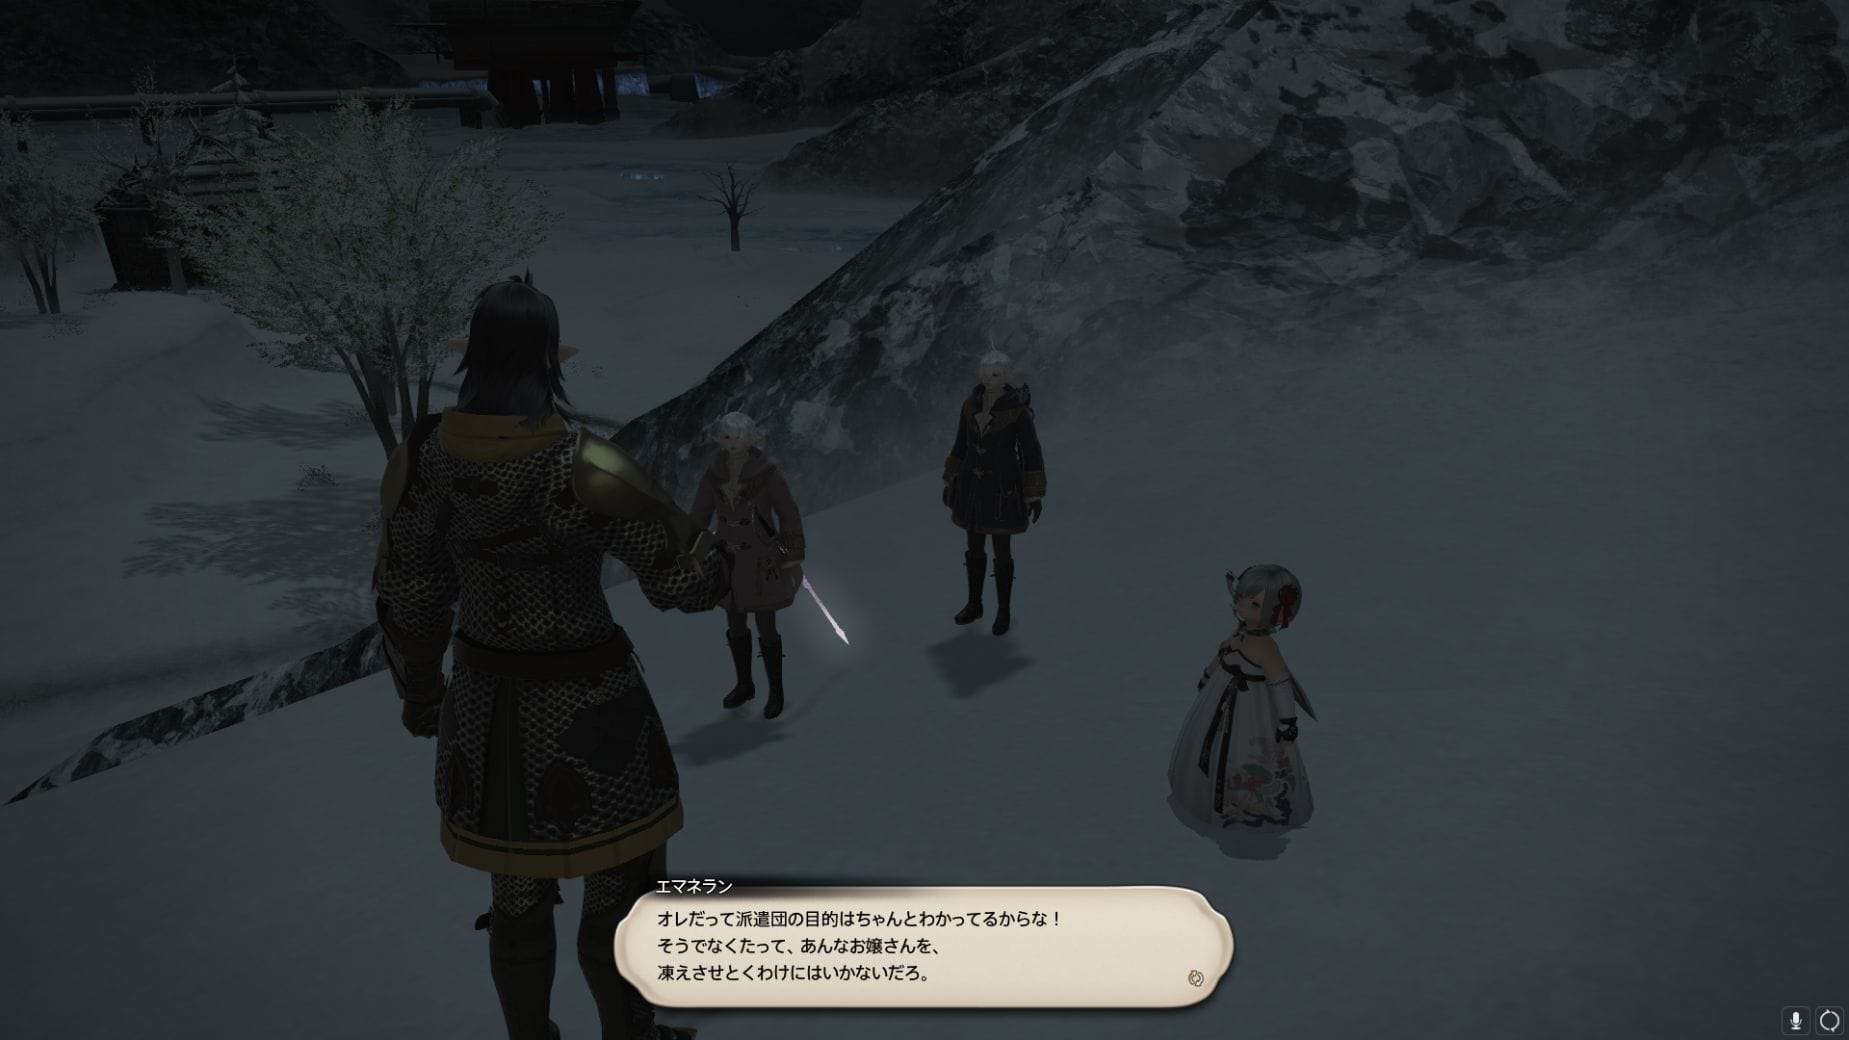 エマネラン
オレだって派遣団の目的はちゃんとわかってるからな！
そうでなくたって、あんなお嬢さんを、
凍えさせとくわけにはいかないだろ。